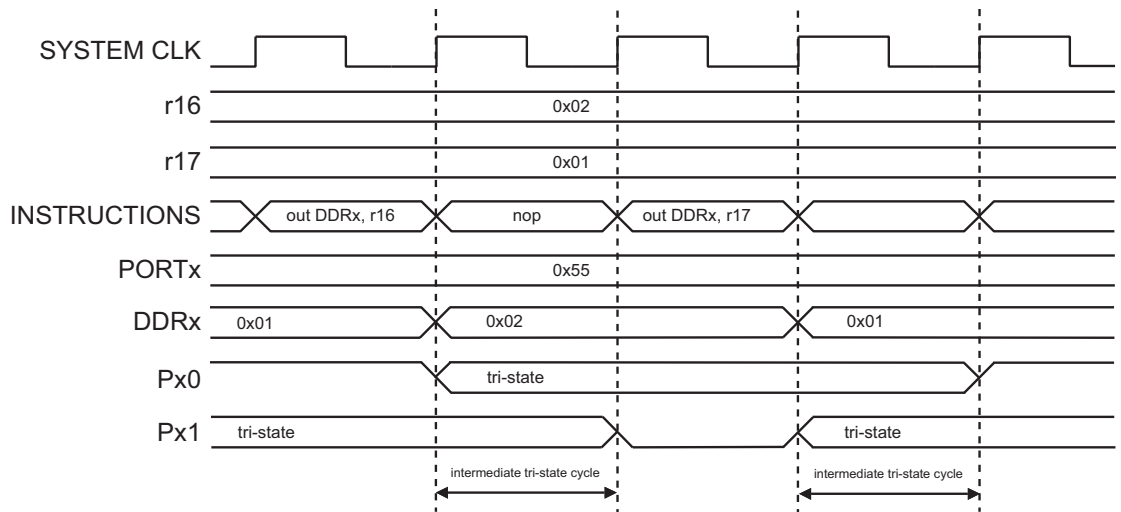 SYSTEM CLK
r16 0x02
r17 0x01
INSTRUCTIONS out DDRx, r16 nop out DDRx, r17
PORTx 0x55
DDRx 0x01 0x02 0x01
Px0 tri-state
Px1 tri-state tri-state
intermediate tri-state cycle intermediate tri-state cycle